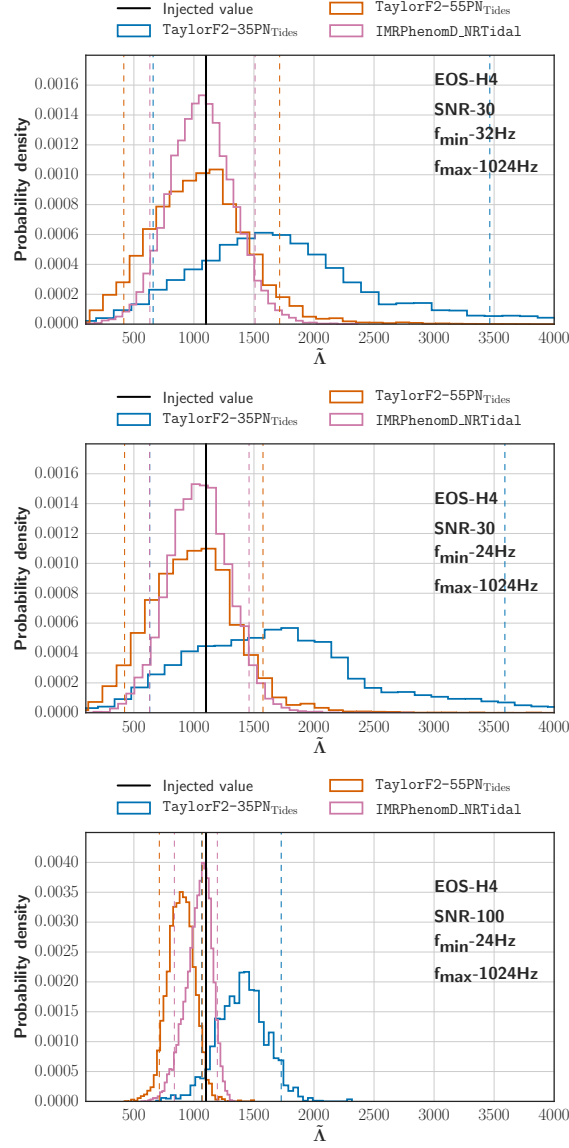 Injected value
TaylorF2-55PN_Tides
TaylorF2-35PN_Tides
IMRPhenomD_NRTidal
0.0016
0.0014
0.0012
0.0010
0.0008
0.0006
0.0004
0.0002
0.0000
Probability density
EOS-H4
SNR-30
f_min-32Hz
f_max-1024Hz
500 1000 1500 2000 2500 3000 3500 4000
Λ̃
Injected value
TaylorF2-55PN_Tides
TaylorF2-35PN_Tides
IMRPhenomD_NRTidal
0.0016
0.0014
0.0012
0.0010
0.0008
0.0006
0.0004
0.0002
0.0000
Probability density
EOS-H4
SNR-30
f_min-24Hz
f_max-1024Hz
500 1000 1500 2000 2500 3000 3500 4000
Λ̃
Injected value
TaylorF2-55PN_Tides
TaylorF2-35PN_Tides
IMRPhenomD_NRTidal
0.0040
0.0035
0.0030
0.0025
0.0020
0.0015
0.0010
0.0005
0.0000
Probability density
EOS-H4
SNR-100
f_min-24Hz
f_max-1024Hz
500 1000 1500 2000 2500 3000 3500 4000
Λ̃